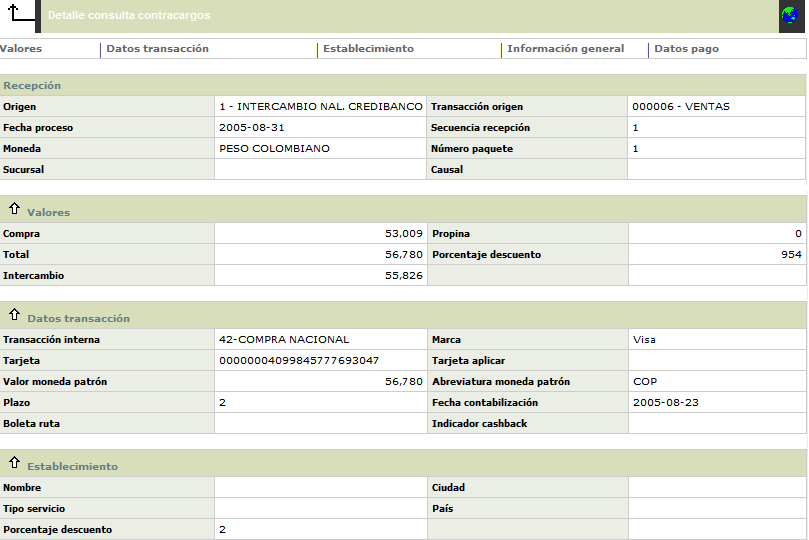 Detalle consulta contracargos
Valores Datos transacción Establecimiento Información general Datos pago
Recepción
Origen 1 - INTERCAMBIO NAL. CREDIBANCO Transacción origen 000006 - VENTAS
Fecha proceso 2005-08-31 Secuencia recepción 1
Moneda PESO COLOMBIANO Número paquete 1
Sucursal Causal
Valores
Compra 53,009 Propina 0
Total 56,780 Porcentaje descuento 954
Intercambio 55,826
Datos transacción
Transacción interna 42-COMPRA NACIONAL Marca Visa
Tarjeta 00000004099845777693047 Tarjeta aplicar
Valor moneda patrón 56,780 Abreviatura moneda patrón COP
Plazo 2 Fecha contabilización 2005-08-23
Boleta ruta Indicador cashback
Establecimiento
Nombre Ciudad
Tipo servicio País
Porcentaje descuento 2